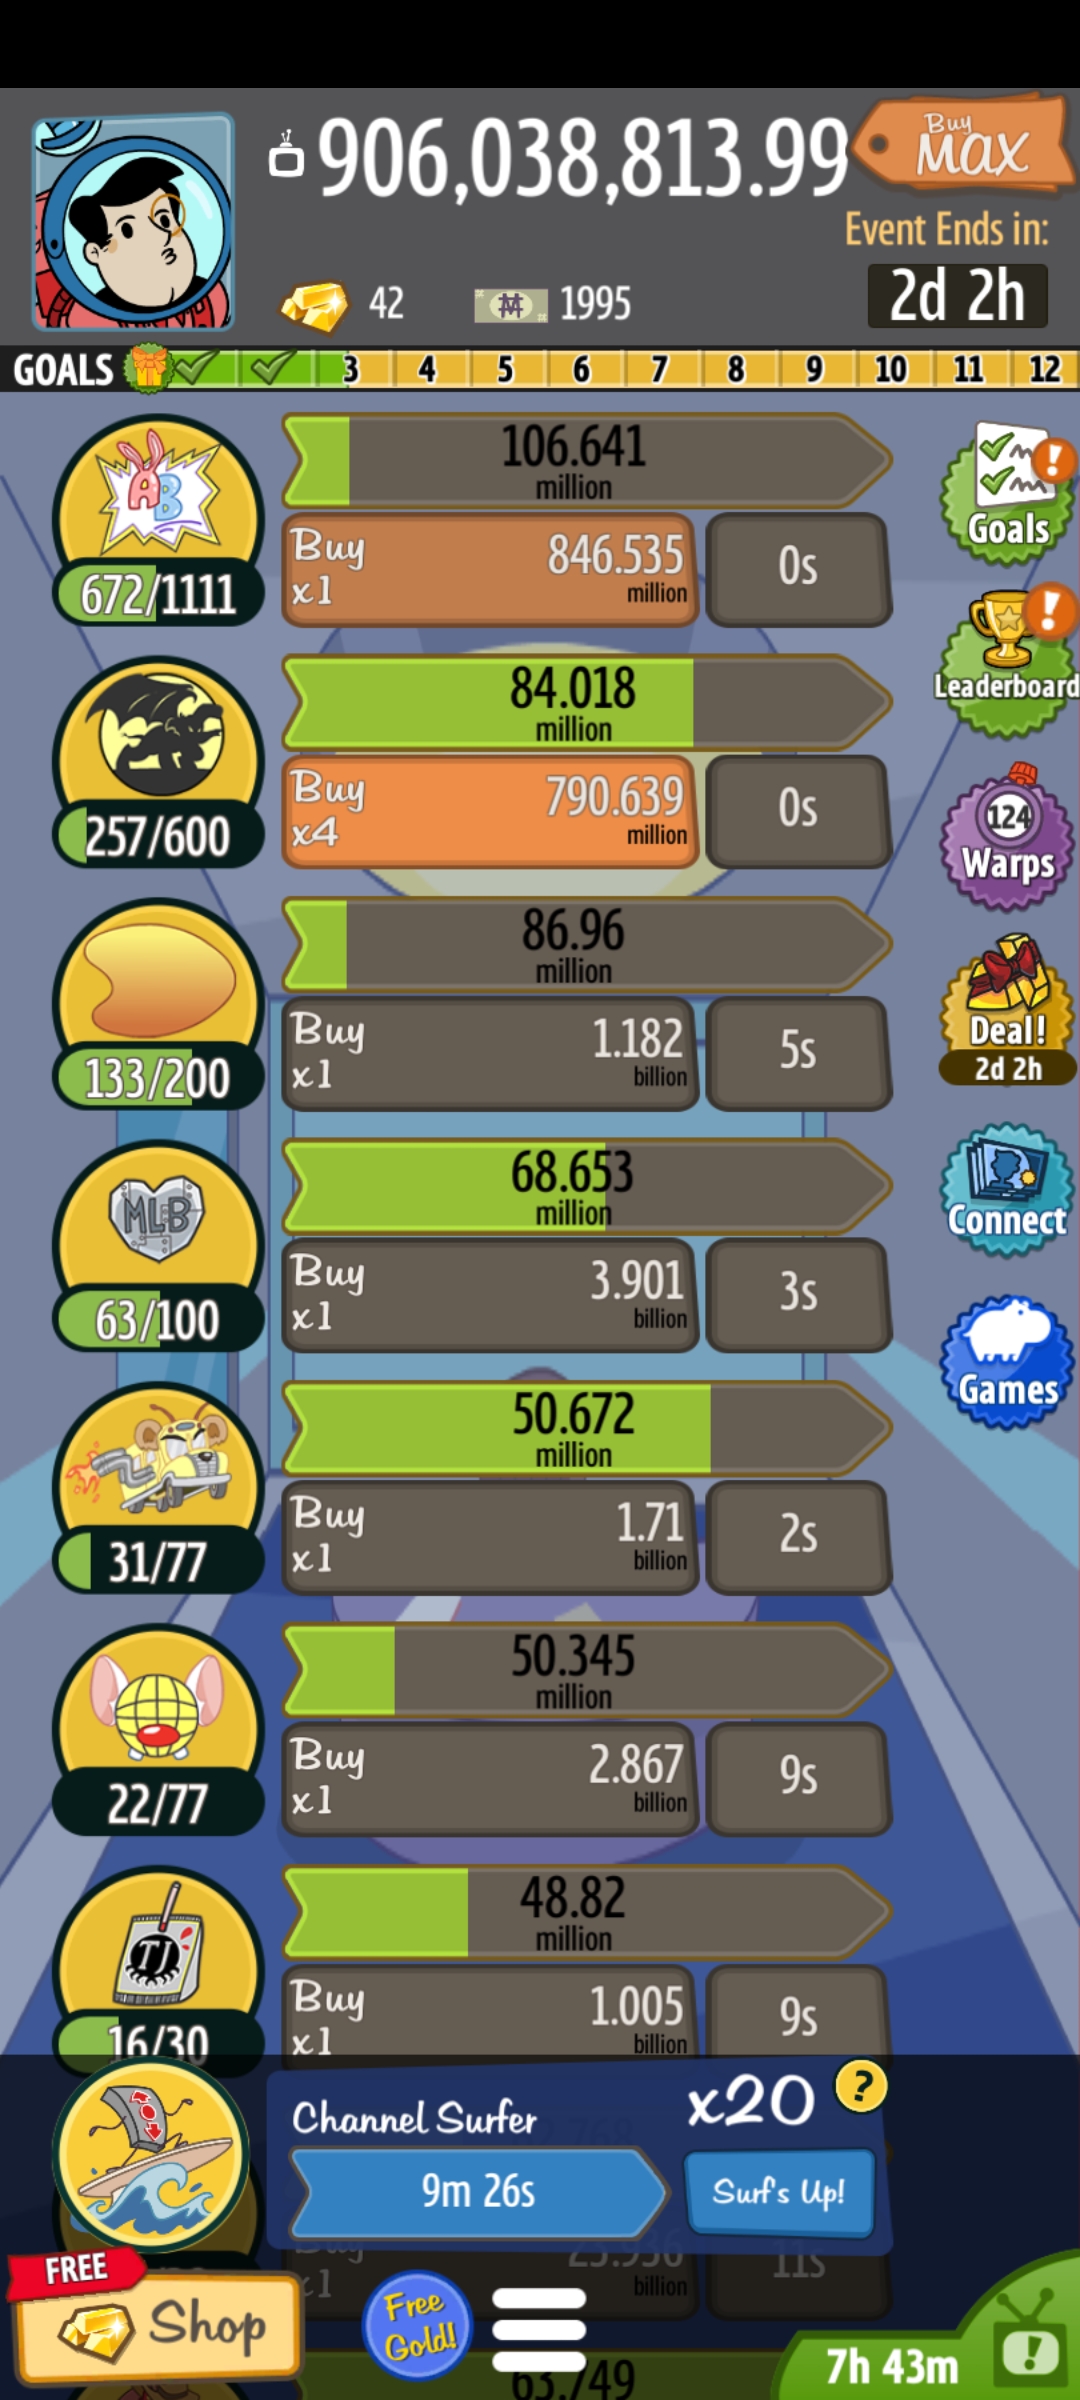 906,038,813.99
Buy
MAX
Event Ends in:
42
1995
2d 2h
GOALS 3 4 5 6 7 8 9 10 11 12
AB
106.641
million
672/1111
Buy
x1
846.535
million
0s
Goals
84.018
million
257/600
Buy
x4
790.639
million
0s
Leaderboard
124
Warps
86.96
million
133/200
Buy
x1
1.182
billion
5s
Deal!
2d 2h
MLB
68.653
million
63/100
Buy
x1
3.901
billion
3s
Connect
50.672
million
31/77
Buy
x1
1.71
billion
2s
Games
50.345
million
22/77
Buy
x1
2.867
billion
9s
TJ
48.82
million
16/30
Buy
x1
1.005
billion
9s
Channel Surfer
x20
?
9m 26s
Surf's Up!
Buy
x1
billion
11s
FREE
Shop
Free
Gold!
7h 43m